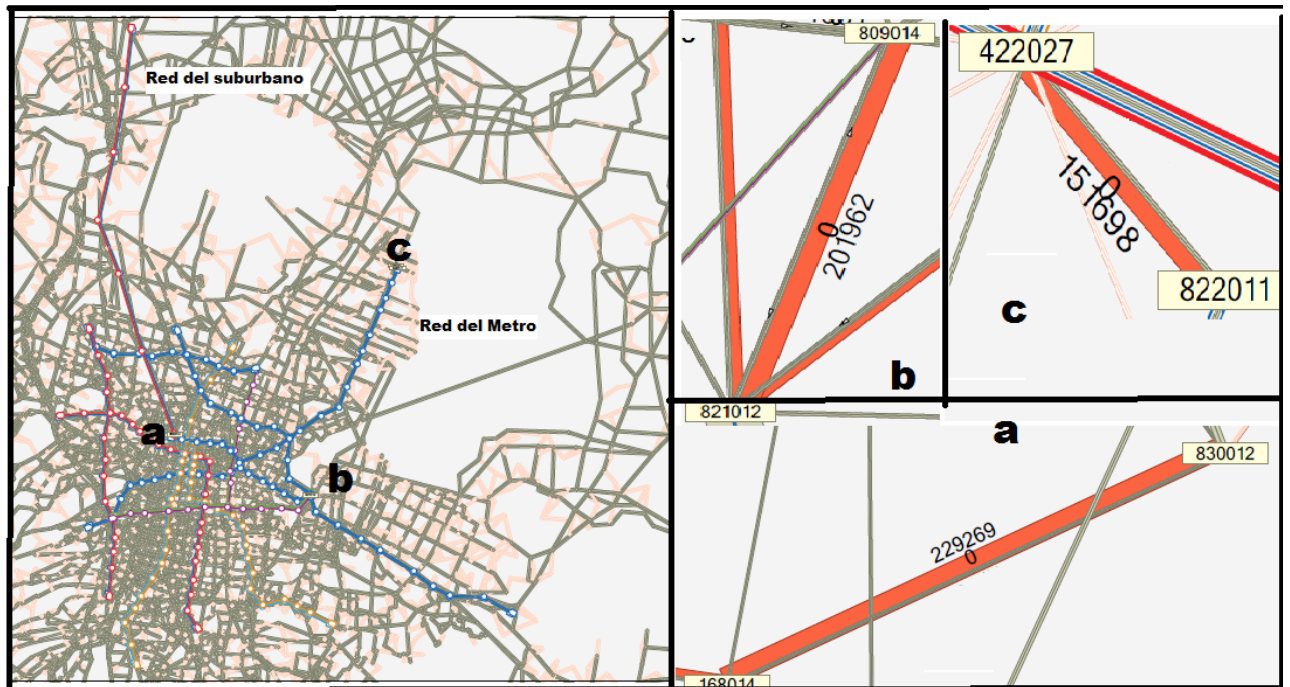 Red del suburbano
c
Red del Metro
a
b
809014
0
201962
b
821012
422027
0
151698
822011
c
a
830012
229269
0
168014